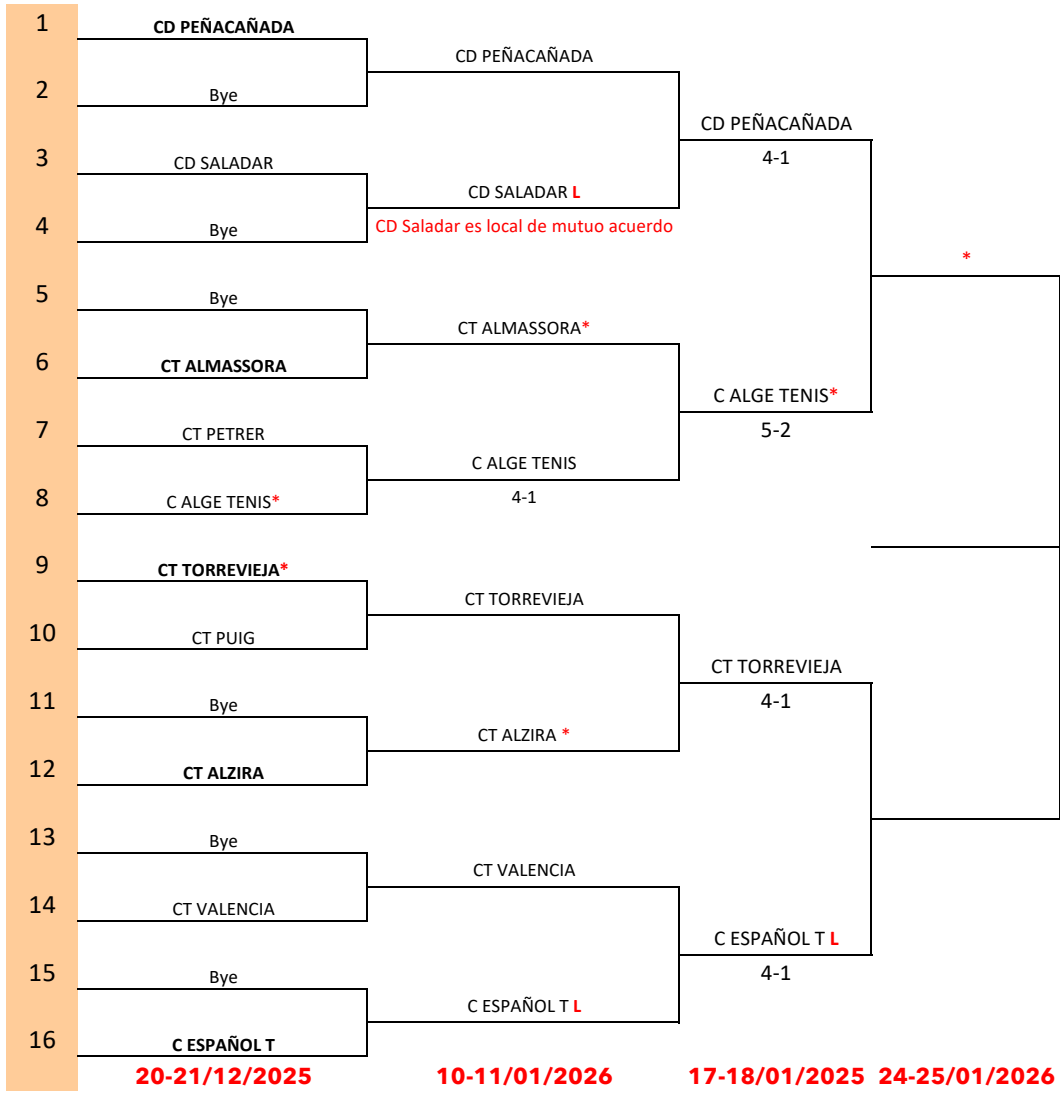 1 CD PEÑACAÑADA
CD PEÑACAÑADA
2 Bye
CD PEÑACAÑADA
3 CD SALADAR
4-1
CD SALADAR L
4 Bye
CD Saladar es local de mutuo acuerdo
*
5 Bye
CT ALMASSORA*
6 CT ALMASSORA
C ALGE TENIS*
7 CT PETRER
5-2
C ALGE TENIS
8 C ALGE TENIS*
4-1
9 CT TORREVIEJA*
CT TORREVIEJA
10 CT PUIG
CT TORREVIEJA
11 Bye
4-1
CT ALZIRA *
12 CT ALZIRA
13 Bye
CT VALENCIA
14 CT VALENCIA
C ESPAÑOL T L
15 Bye
4-1
C ESPAÑOL T L
16 C ESPAÑOL T
20-21/12/2025 10-11/01/2026 17-18/01/2025 24-25/01/2026